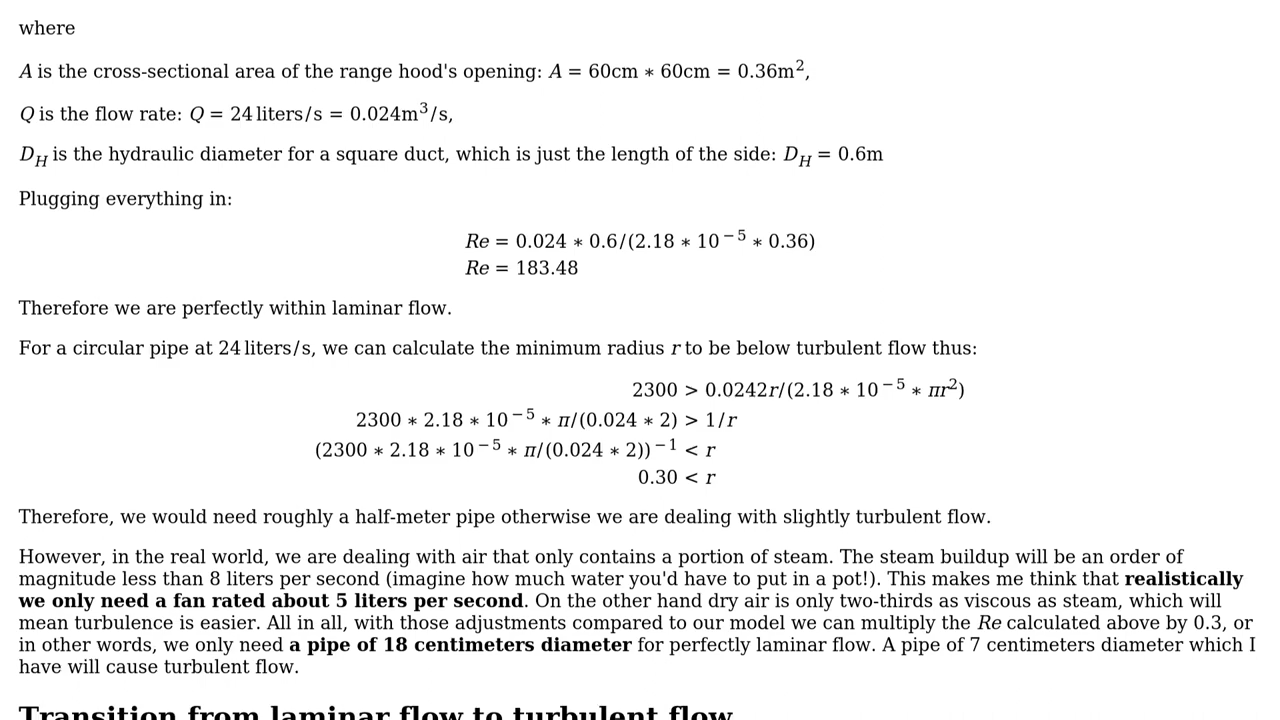 where
A is the cross-sectional area of the range hood's opening: A = 60cm ∗ 60cm = 0.36m²,
Q is the flow rate: Q = 24 liters/s = 0.024m³/s,
D_H is the hydraulic diameter for a square duct, which is just the length of the side: D_H = 0.6m
Plugging everything in:
Re = 0.024 ∗ 0.6/(2.18 ∗ 10⁻⁵ ∗ 0.36)
Re = 183.48
Therefore we are perfectly within laminar flow.
For a circular pipe at 24 liters/s, we can calculate the minimum radius r to be below turbulent flow thus:
2300 > 0.0242r/(2.18 ∗ 10⁻⁵ ∗ πr²)
2300 ∗ 2.18 ∗ 10⁻⁵ ∗ π/(0.024 ∗ 2) > 1/r
(2300 ∗ 2.18 ∗ 10⁻⁵ ∗ π/(0.024 ∗ 2))⁻¹ < r
0.30 < r
Therefore, we would need roughly a half-meter pipe otherwise we are dealing with slightly turbulent flow.
However, in the real world, we are dealing with air that only contains a portion of steam. The steam buildup will be an order of
magnitude less than 8 liters per second (imagine how much water you'd have to put in a pot!). This makes me think that realistically
we only need a fan rated about 5 liters per second. On the other hand dry air is only two-thirds as viscous as steam, which will
mean turbulence is easier. All in all, with those adjustments compared to our model we can multiply the Re calculated above by 0.3, or
in other words, we only need a pipe of 18 centimeters diameter for perfectly laminar flow. A pipe of 7 centimeters diameter which I
have will cause turbulent flow.
Transition from laminar flow to turbulent flow